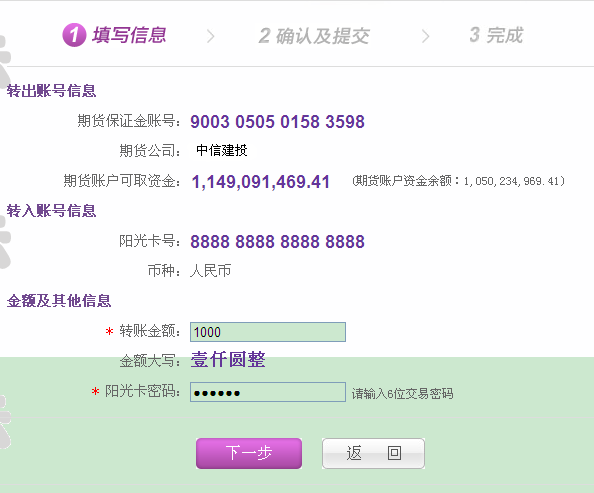 1 填写信息 > 2 确认及提交 > 3 完成
转出账号信息
期货保证金账号: 9003 0505 0158 3598
期货公司: 中信建投
期货账户可取资金: 1,149,091,469.41 (期货账户资金余额：1,050,234,969.41)
转入账号信息
阳光卡号: 8888 8888 8888 8888
币种: 人民币
金额及其他信息
* 转账金额: 1000
金额大写: 壹仟圆整
* 阳光卡密码: ●●●●●● 请输入6位交易密码
下一步 返 回